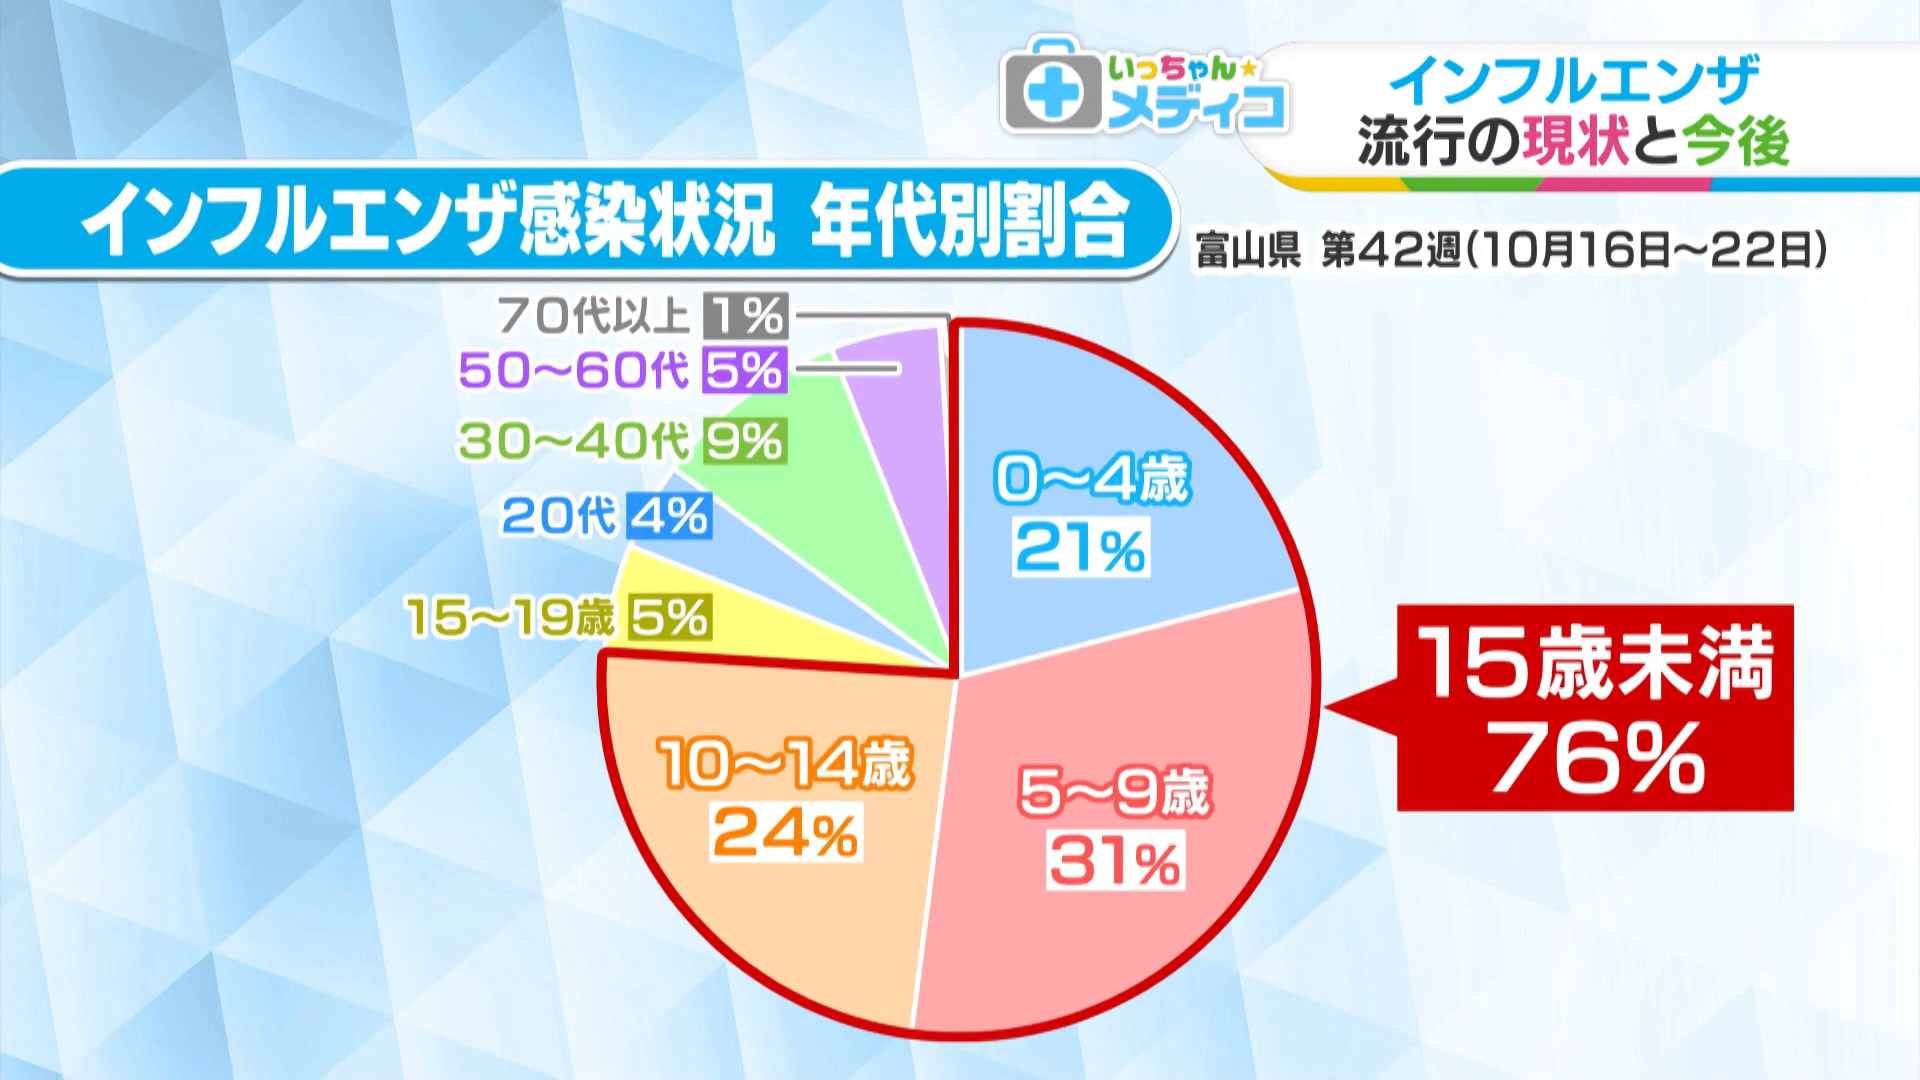 いっちゃん★
メディコ
インフルエンザ
流行の現状と今後
インフルエンザ感染状況 年代別割合
富山県 第42週(10月16日～22日)
70代以上 1%
50～60代 5%
30～40代 9%
20代 4%
15～19歳 5%
0～4歳
21%
5～9歳
31%
10～14歳
24%
15歳未満
76%